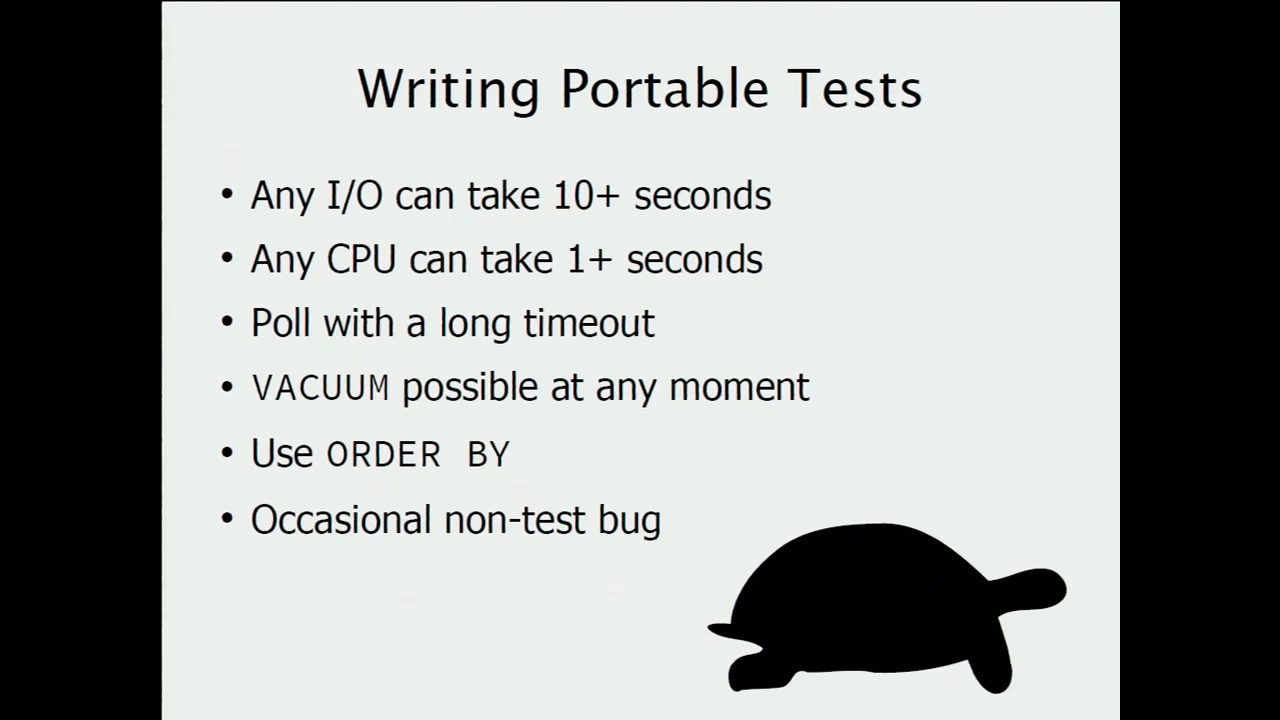 Writing Portable Tests
• Any I/O can take 10+ seconds
• Any CPU can take 1+ seconds
• Poll with a long timeout
• VACUUM possible at any moment
• Use ORDER BY
• Occasional non-test bug